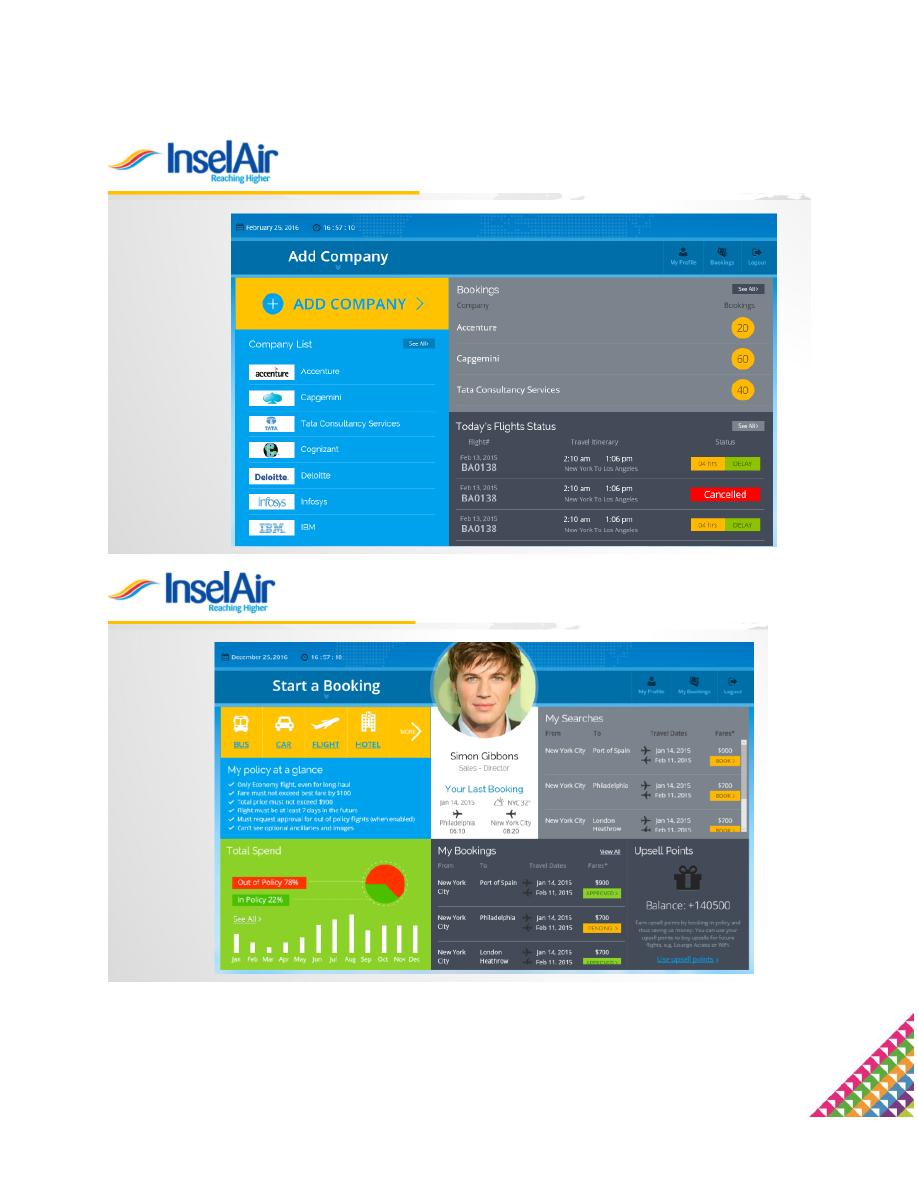 InselAir
Reaching Higher
February 25, 2016 16 : 57 : 10
Add Company
My Profile Bookings Logout
ADD COMPANY
Company List See All›
accenture Accenture
Capgemini
TATA Tata Consultancy Services
Cognizant
Deloitte. Deloitte
Infosys Infosys
IBM IBM
Bookings See All›
Company Bookings
Accenture 20
Capgemini 60
Tata Consultancy Services 40
Today's Flights Status See All›
Flight# Travel Itinerary Status
Feb 13, 2015 2:10 am 1:06 pm
BA0138 New York To Los Angeles 04 hrs DELAY
Feb 13, 2015 2:10 am 1:06 pm
BA0138 New York To Los Angeles Cancelled
Feb 13, 2015 2:10 am 1:06 pm
BA0138 New York To Los Angeles 04 hrs DELAY
InselAir
Reaching Higher
December 25, 2016 16 : 57 : 10
Start a Booking
My Profile My Bookings Logout
BUS CAR FLIGHT HOTEL MORE
My policy at a glance
Only Economy flight, even for long-haul
Fare must not exceed best fare by $100
Total price must not exceed $900
Flight must be at least 7 days in the future
Must request approval for out of policy flights (when enabled)
Can't see optional ancillaries and images
Simon Gibbons
Sales - Director
Your Last Booking
Jan 14, 2015 NYC 32°
Philadelphia New York City
06:10 08:20
My Searches
From To Travel Dates Fares*
New York City Port of Spain Jan 14, 2015 $900
Feb 11, 2015 BOOK ›
New York City Philadelphia Jan 14, 2015 $700
Feb 11, 2015 BOOK ›
New York City London Jan 14, 2015 $700
Heathrow Feb 11, 2015 BOOK ›
Total Spend
Out of Policy 78%
In Policy 22%
See All ›
Jan Feb Mar Apr May Jun Jul Aug Sep Oct Nov Dec
My Bookings View All
From To Travel Dates Fares*
New York Port of Spain Jan 14, 2015 $900
City Feb 11, 2015 APPROVED ›
New York Philadelphia Jan 14, 2015 $700
City Feb 11, 2015 PENDING ›
New York London Jan 14, 2015 $700
City Heathrow Feb 11, 2015 APPROVED ›
Upsell Points
Balance: +140500
Earn upsell points by booking in policy and
thus saving us money. You can use your
upsell points to buy upsells for future
flights, e.g. Lounge Access or WiFi.
Use upsell points ›